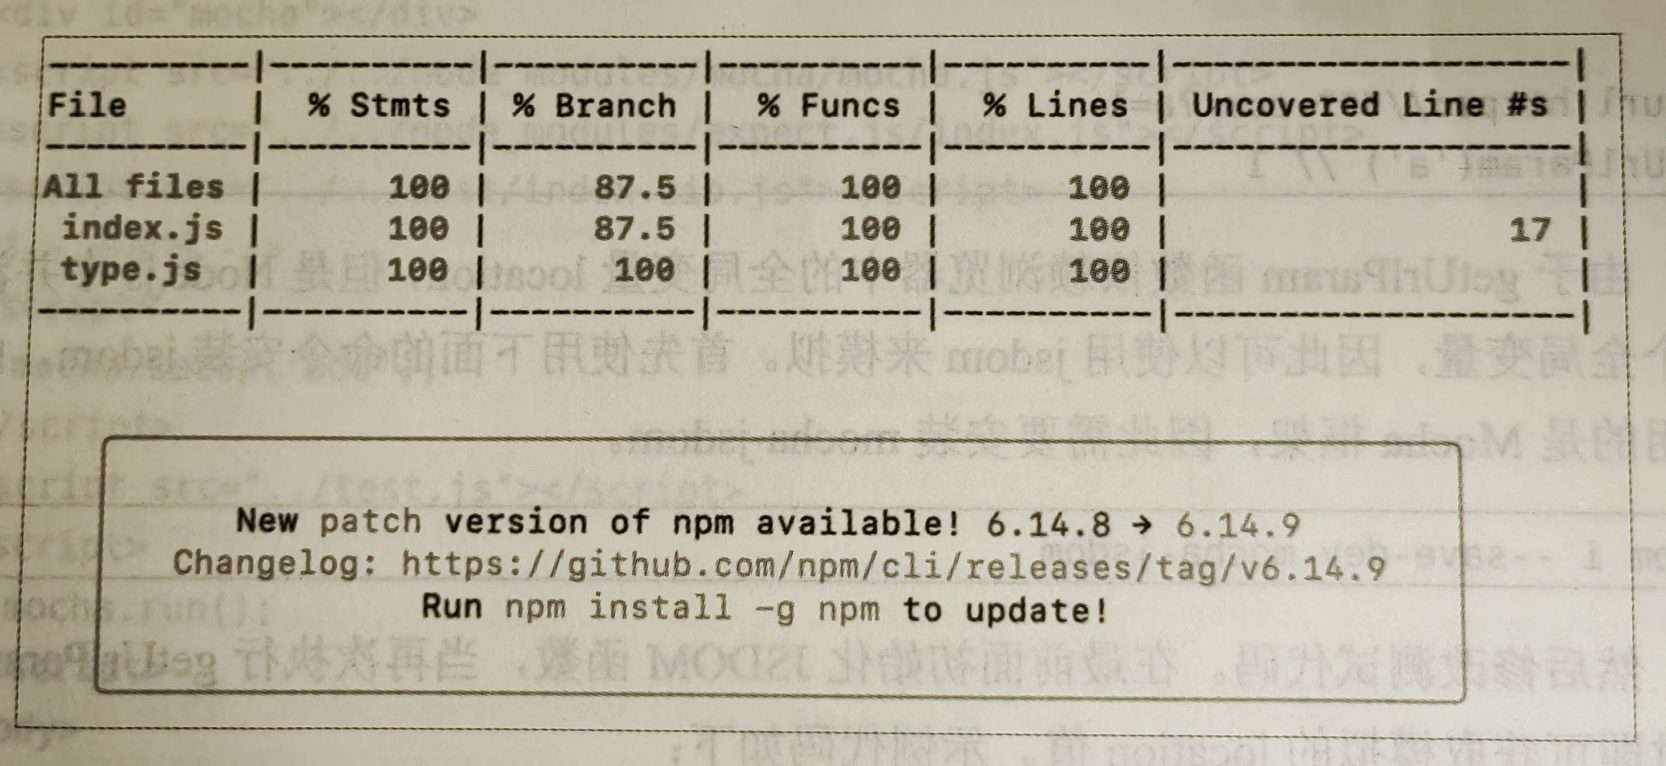 ----------|----------|----------|----------|----------|-------------------|
File | % Stmts | % Branch | % Funcs | % Lines | Uncovered Line #s |
----------|----------|----------|----------|----------|-------------------|
All files | 100 | 87.5 | 100 | 100 | |
index.js | 100 | 87.5 | 100 | 100 | 17 |
type.js | 100 | 100 | 100 | 100 | |
----------|----------|----------|----------|----------|-------------------|
New patch version of npm available! 6.14.8 → 6.14.9
Changelog: https://github.com/npm/cli/releases/tag/v6.14.9
Run npm install -g npm to update!